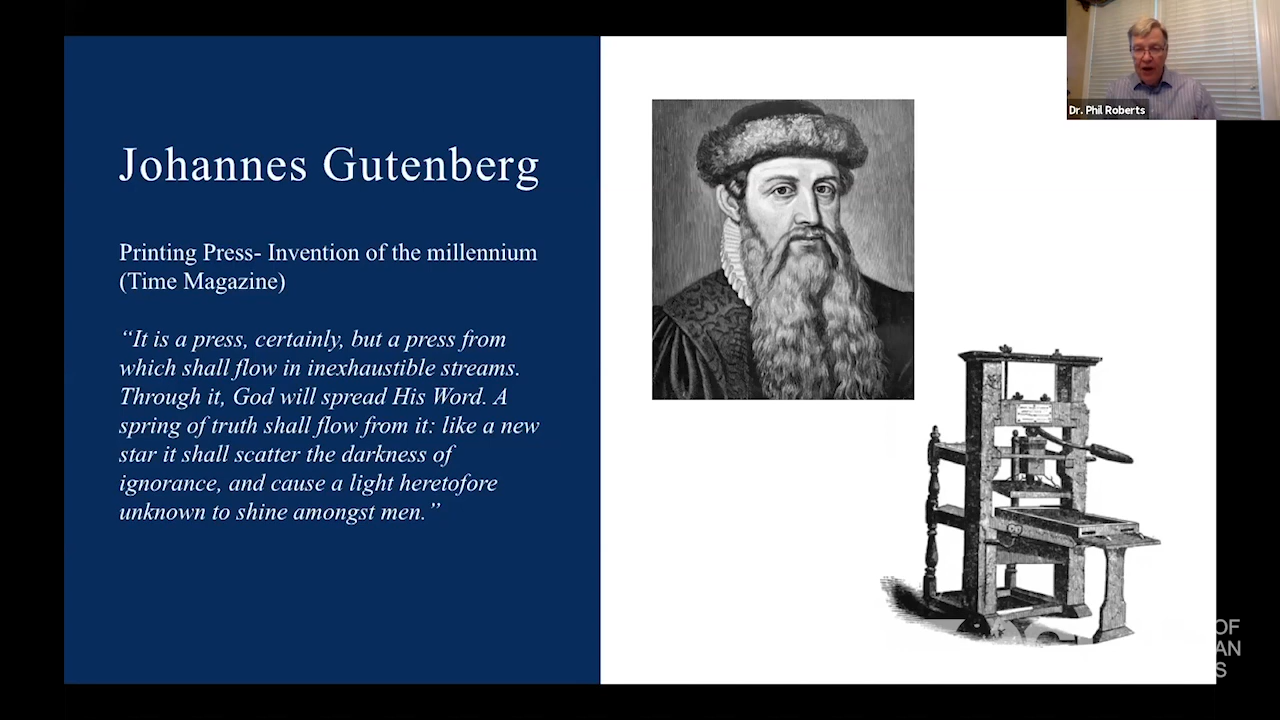 Dr. Phil Roberts
Johannes Gutenberg
Printing Press- Invention of the millennium
(Time Magazine)
“It is a press, certainly, but a press from
which shall flow in inexhaustible streams.
Through it, God will spread His Word. A
spring of truth shall flow from it: like a new
star it shall scatter the darkness of
ignorance, and cause a light heretofore
unknown to shine amongst men.”
OF
AN
S